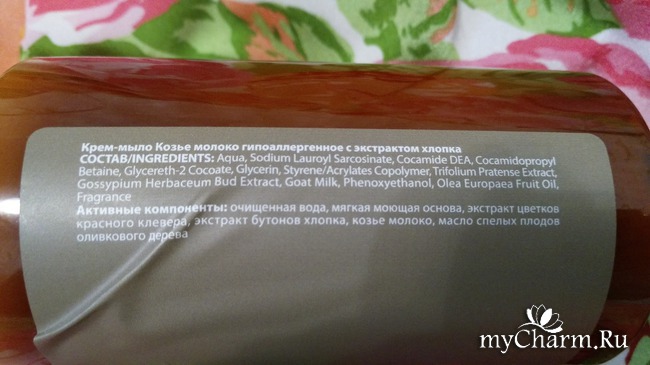 Крем-мыло Козье молоко гипоаллергенное с экстрактом хлопка
СОСТАВ/INGREDIENTS: Aqua, Sodium Lauroyl Sarcosinate, Cocamide DEA, Cocamidopropyl
Betaine, Glycereth-2 Cocoate, Glycerin, Styrene/Acrylates Copolymer, Trifolium Pratense Extract,
Gossypium Herbaceum Bud Extract, Goat Milk, Phenoxyethanol, Olea Europaea Fruit Oil,
Fragrance
Активные компоненты: очищенная вода, мягкая моющая основа, экстракт цветков
красного клевера, экстракт бутонов хлопка, козье молоко, масло спелых плодов
оливкового дерева
myCharm.Ru